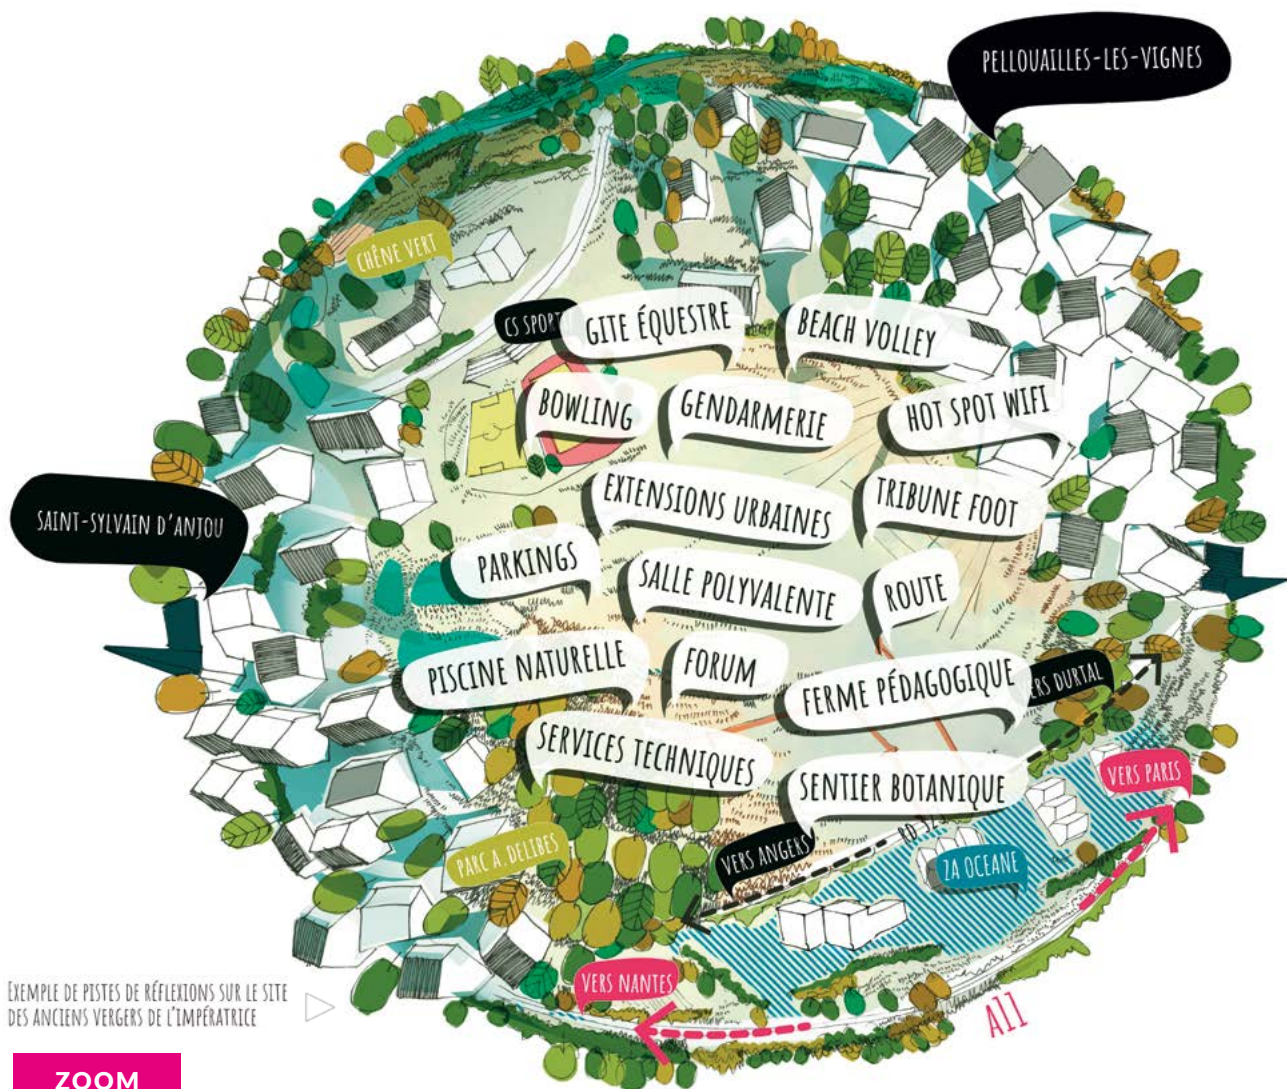 PELLOUAILLES-LES-VIGNES
CHÊNE VERT
CS SPORT
GITE ÉQUESTRE
BEACH VOLLEY
BOWLING
GENDARMERIE
HOT SPOT WIFI
SAINT-SYLVAIN D'ANJOU
EXTENSIONS URBAINES
TRIBUNE FOOT
PARKINGS
SALLE POLYVALENTE
ROUTE
PISCINE NATURELLE
FORUM
FERME PÉDAGOGIQUE
ERS DURTAL
SERVICES TECHNIQUES
SENTIER BOTANIQUE
VERS PARIS
PARC A. DELIBES
VERS ANGERS
ZA OCEANE
VERS NANTES
A11
EXEMPLE DE PISTES DE RÉFLEXIONS SUR LE SITE
DES ANCIENS VERGERS DE L'IMPÉRATRICE
ZOOM